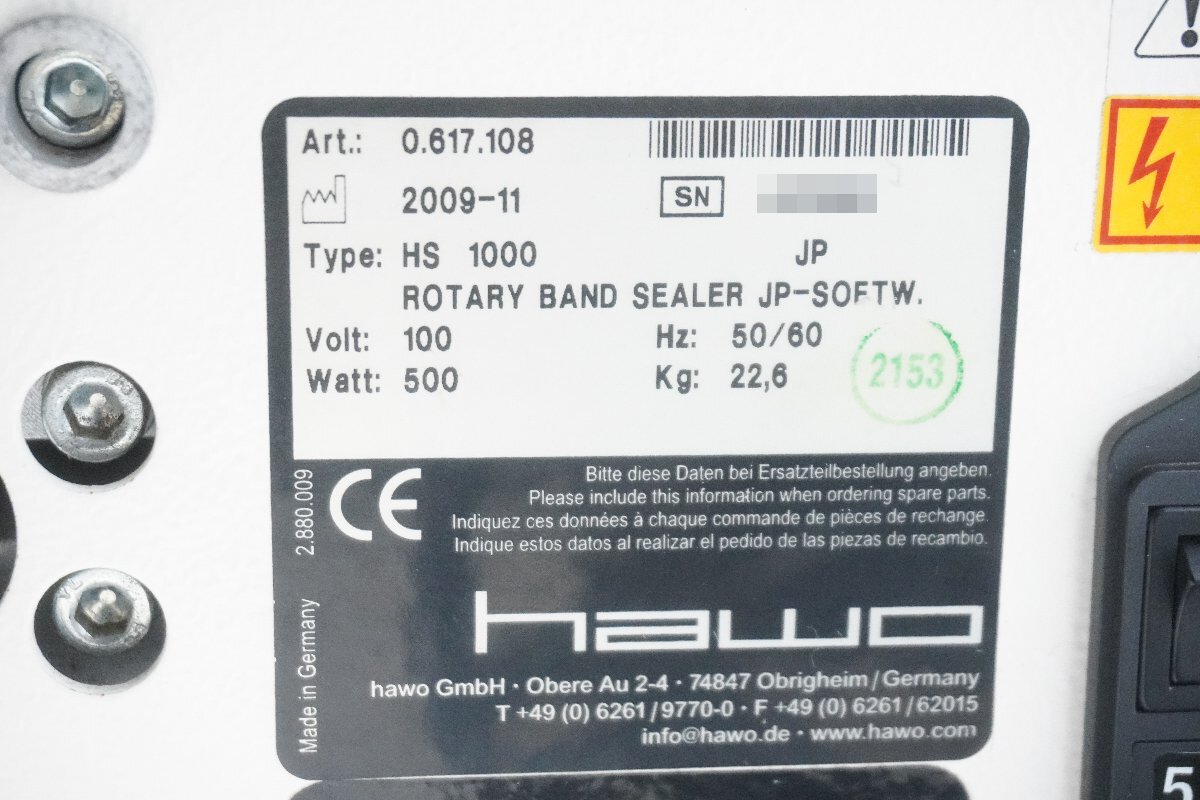 Art.: 0.617.108
2009-11 SN
Type: HS 1000 JP
ROTARY BAND SEALER JP-SOFTW.
Volt: 100 Hz: 50/60
Watt: 500 Kg: 22,6
2153
2.880.009
CE
Bitte diese Daten bei Ersatzteilbestellung angeben.
Please include this information when ordering spare parts.
Indiquez ces données à chaque commande de pièces de rechange.
Indique estos datos al realizar el pedido de las piezas de recambio.
Made in Germany
hawo
hawo GmbH · Obere Au 2-4 · 74847 Obrigheim/Germany
T +49 (0) 6261/9770-0 · F +49 (0) 6261/62015
info@hawo.de · www.hawo.com
5